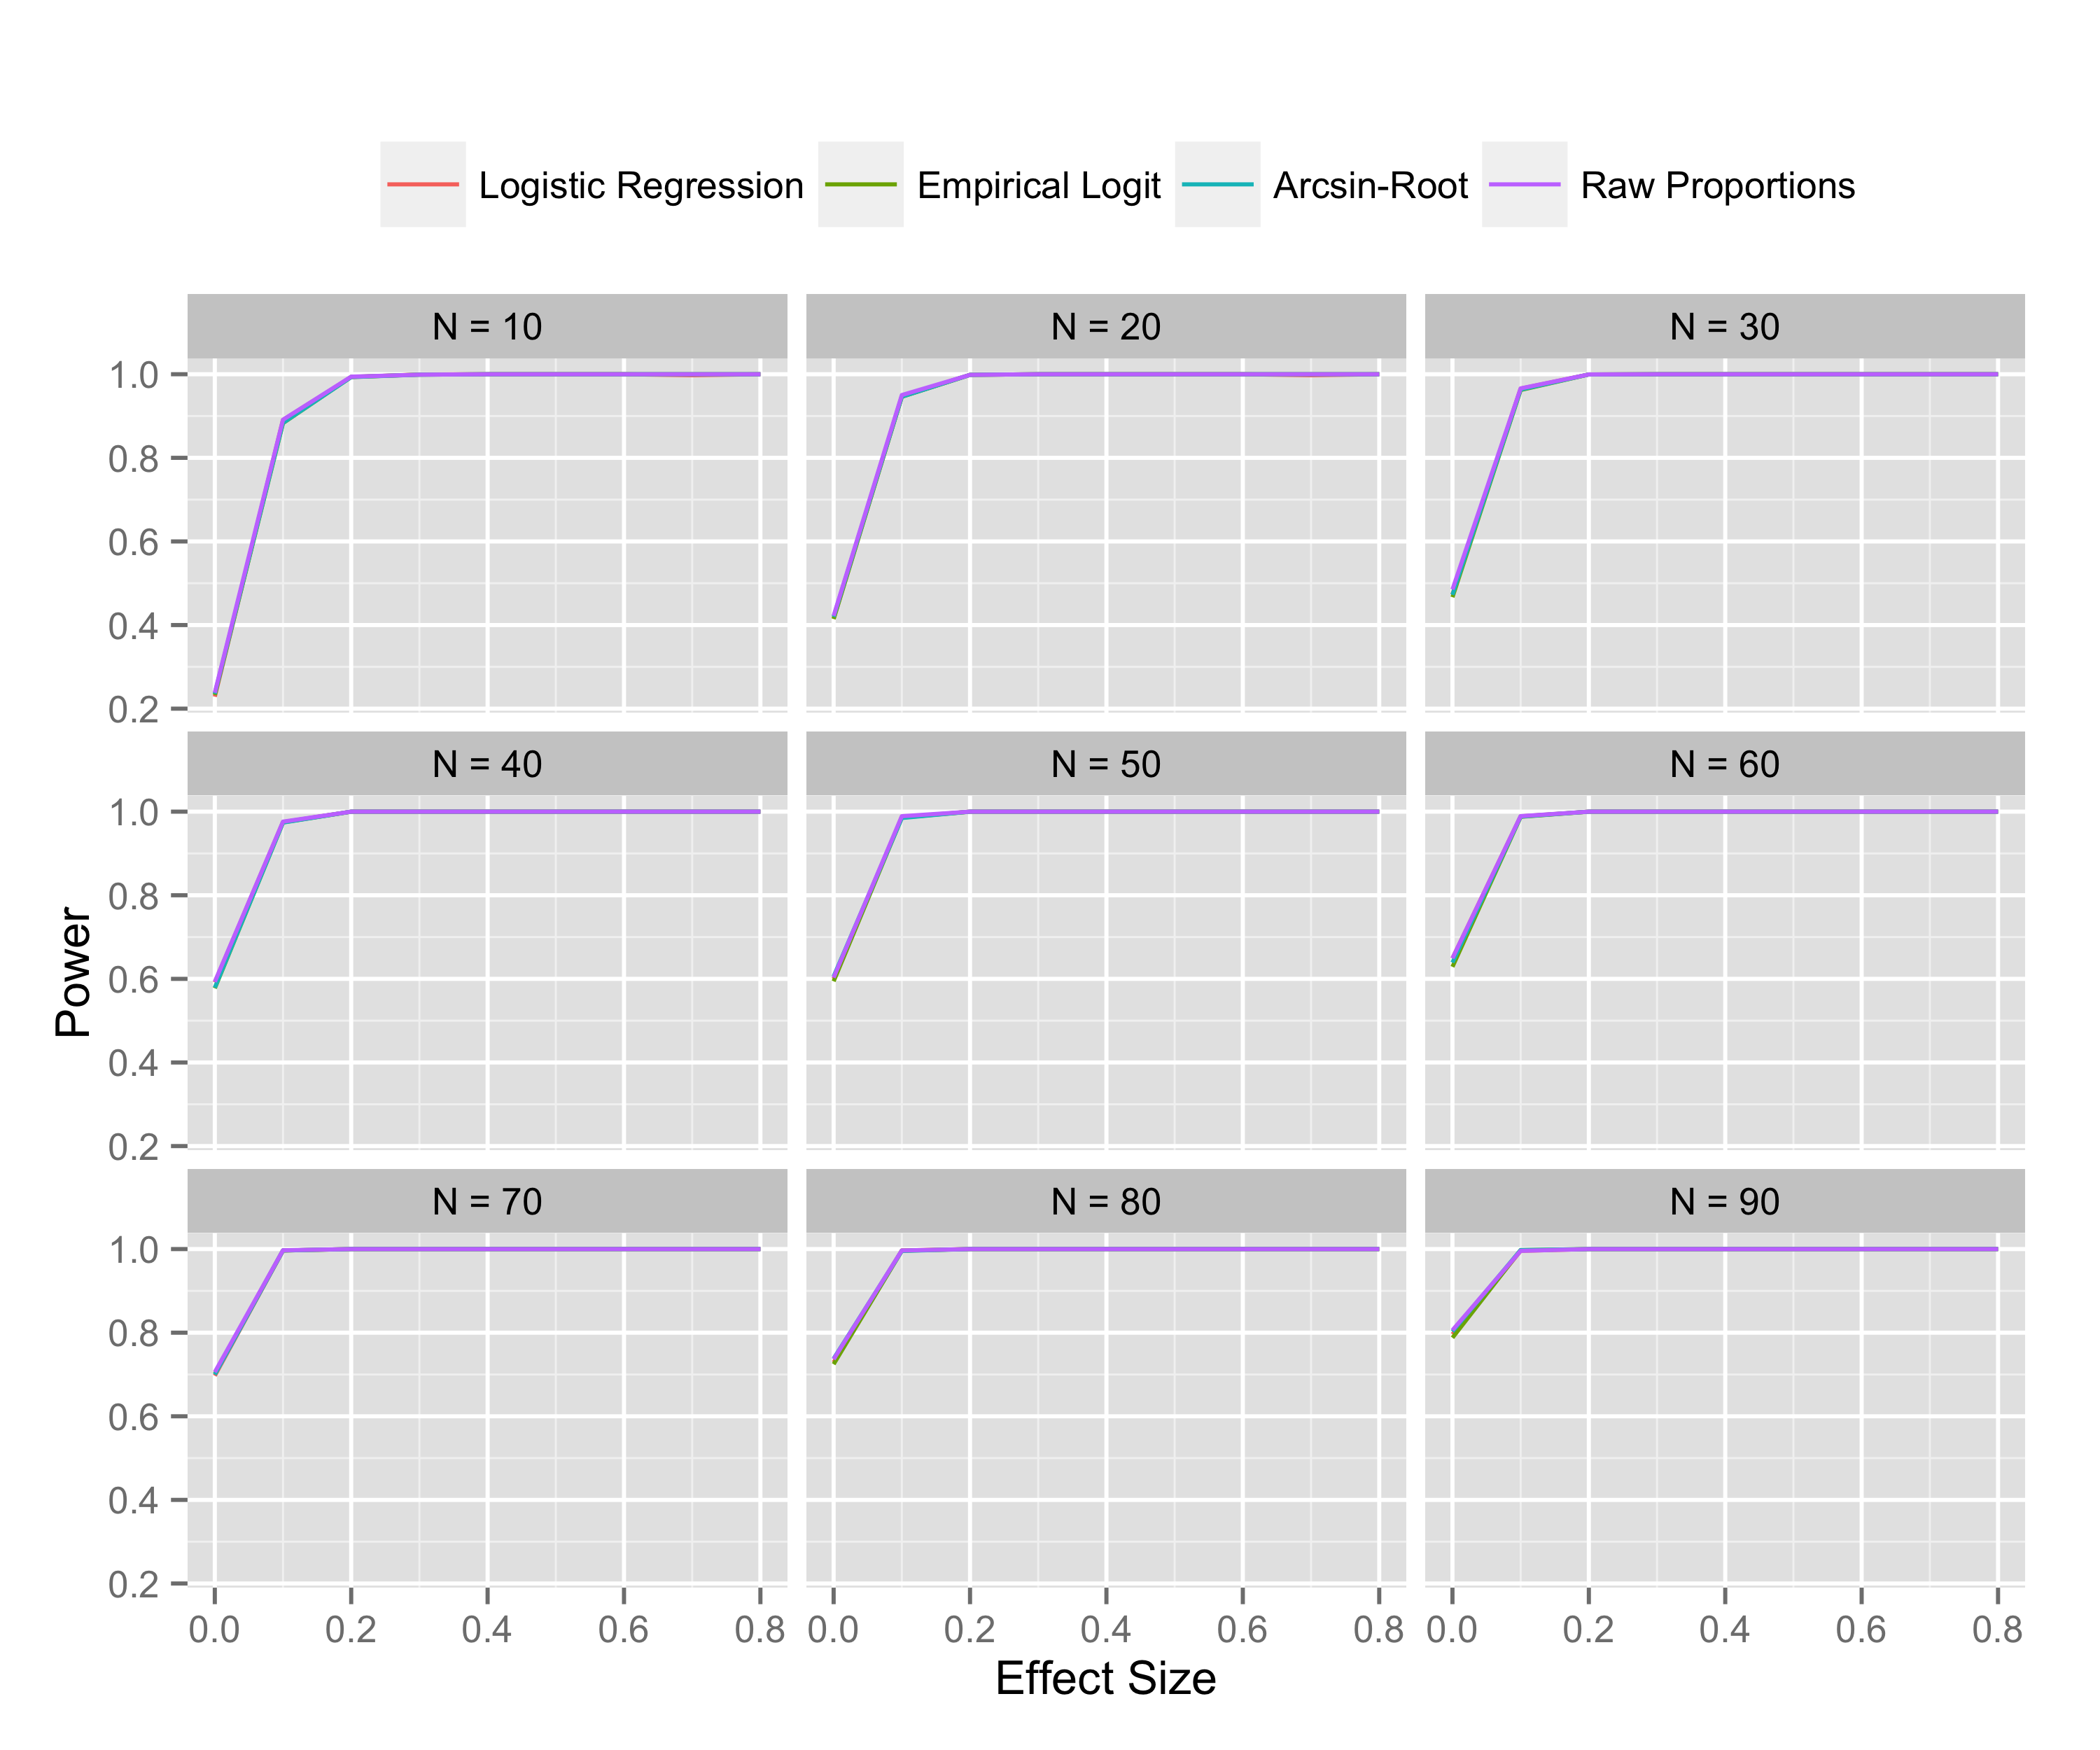 Logistic Regression Empirical Logit Arcsin-Root Raw Proportions
N = 10 N = 20 N = 30
1.0
0.8
0.6
0.4
0.2
N = 40 N = 50 N = 60
1.0
0.8
0.6
0.4
0.2
Power
N = 70 N = 80 N = 90
1.0
0.8
0.6
0.4
0.2
0.0 0.2 0.4 0.6 0.8 0.0 0.2 0.4 0.6 0.8 0.0 0.2 0.4 0.6 0.8
Effect Size